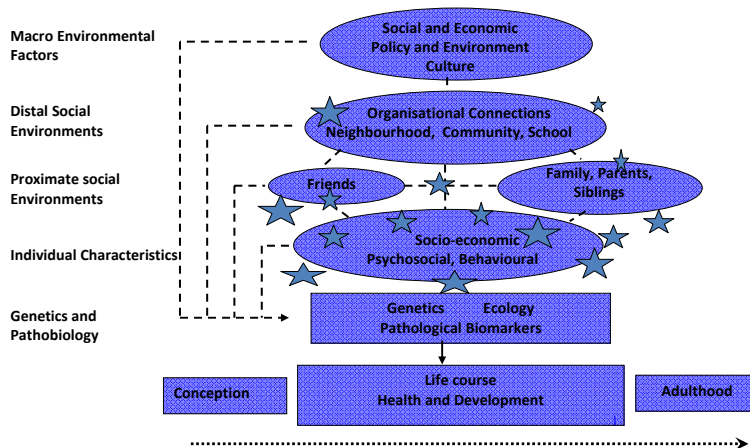 Macro Environmental
Factors
Social and Economic
Policy and Environment
Culture
Distal Social
Environments
Organisational Connections
Neighbourhood, Community, School
Proximate social
Environments
Friends
Family, Parents,
Siblings
Individual Characteristics
Socio-economic
Psychosocial, Behavioural
Genetics and
Pathobiology
Genetics Ecology
Pathological Biomarkers
Conception
Life course
Health and Development
Adulthood